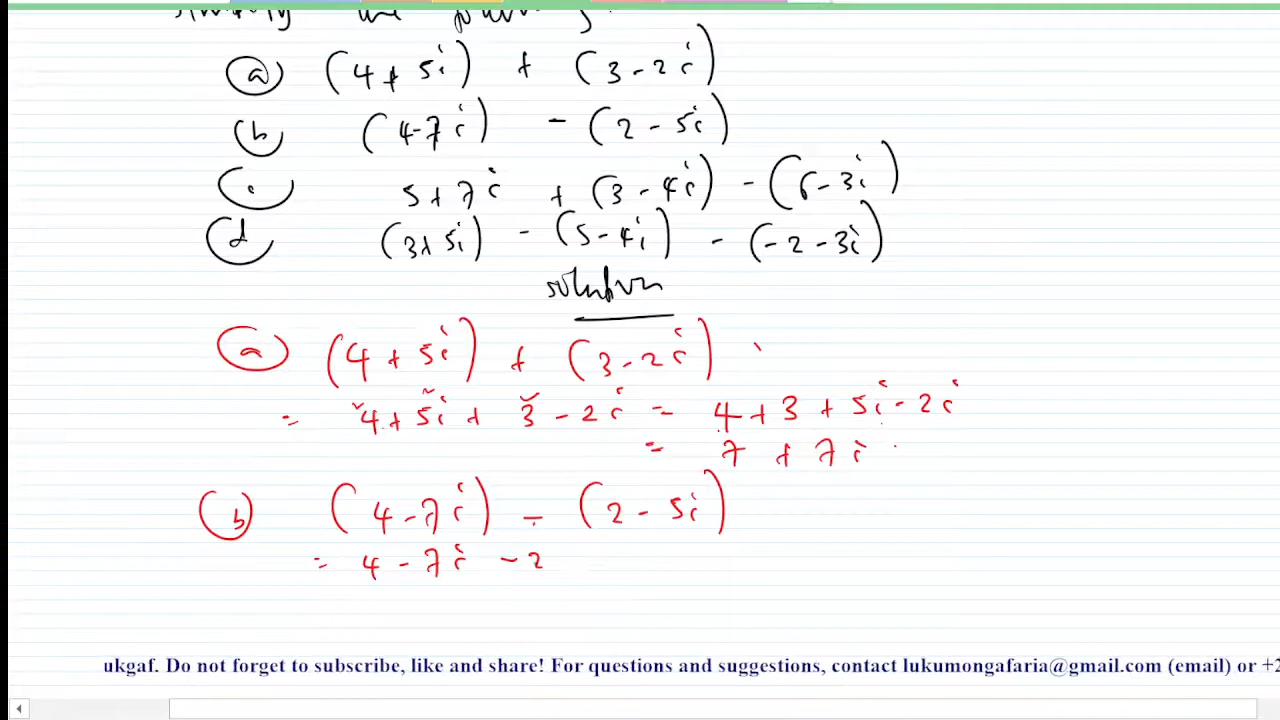 (a) (4 + 5i) + (3 - 2i)
(b) (4 - 7i) - (2 - 5i)
(c) 5 + 7i + (3 - 4i) - (6 - 3i)
(d) (3 + 5i) - (5 - 4i) - (-2 - 3i)
solution
(a) (4 + 5i) + (3 - 2i)
= 4 + 5i + 3 - 2i = 4 + 3 + 5i - 2i
= 7 + 7i
(b) (4 - 7i) - (2 - 5i)
= 4 - 7i - 2
ukgaf. Do not forget to subscribe, like and share! For questions and suggestions, contact lukumongafaria@gmail.com (email) or +2